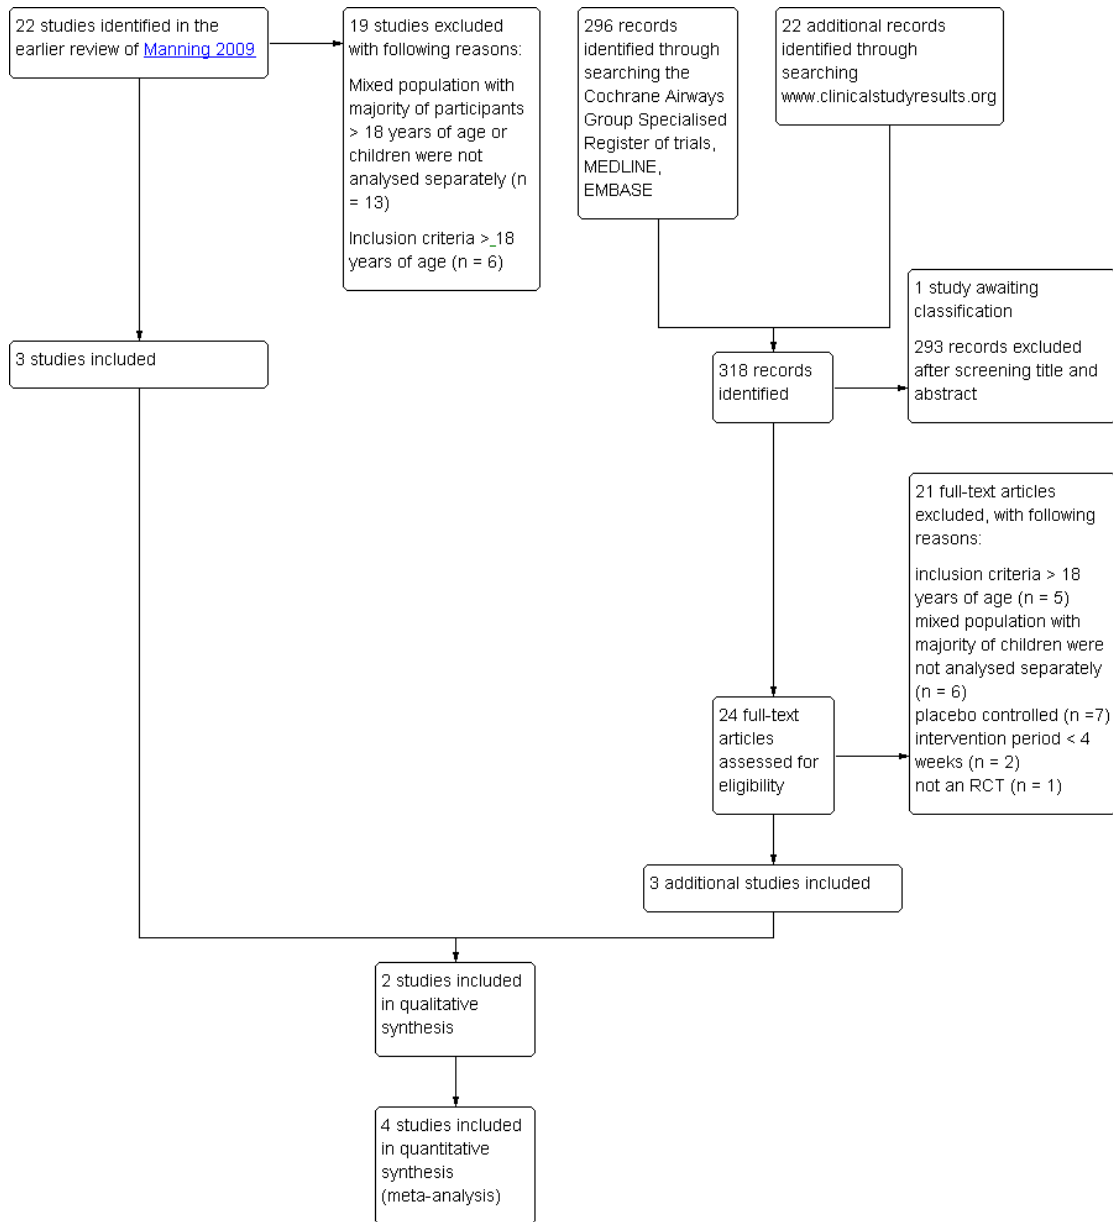 22 studies identified in the
earlier review of Manning 2009
19 studies excluded
with following reasons:
Mixed population with
majority of participants
> 18 years of age or
children were not
analysed separately (n
= 13)
Inclusion criteria >_18
years of age (n = 6)
296 records
identified through
searching the
Cochrane Airways
Group Specialised
Register of trials,
MEDLINE,
EMBASE
22 additional records
identified through
searching
www.clinicalstudyresults.org
3 studies included
318 records
identified
1 study awaiting
classification
293 records excluded
after screening title and
abstract
24 full-text
articles
assessed for
eligibility
21 full-text articles
excluded, with following
reasons:
inclusion criteria > 18
years of age (n = 5)
mixed population with
majority of children were
not analysed separately
(n = 6)
placebo controlled (n =7)
intervention period < 4
weeks (n = 2)
not an RCT (n = 1)
3 additional studies included
2 studies included
in qualitative
synthesis
4 studies included
in quantitative
synthesis
(meta-analysis)